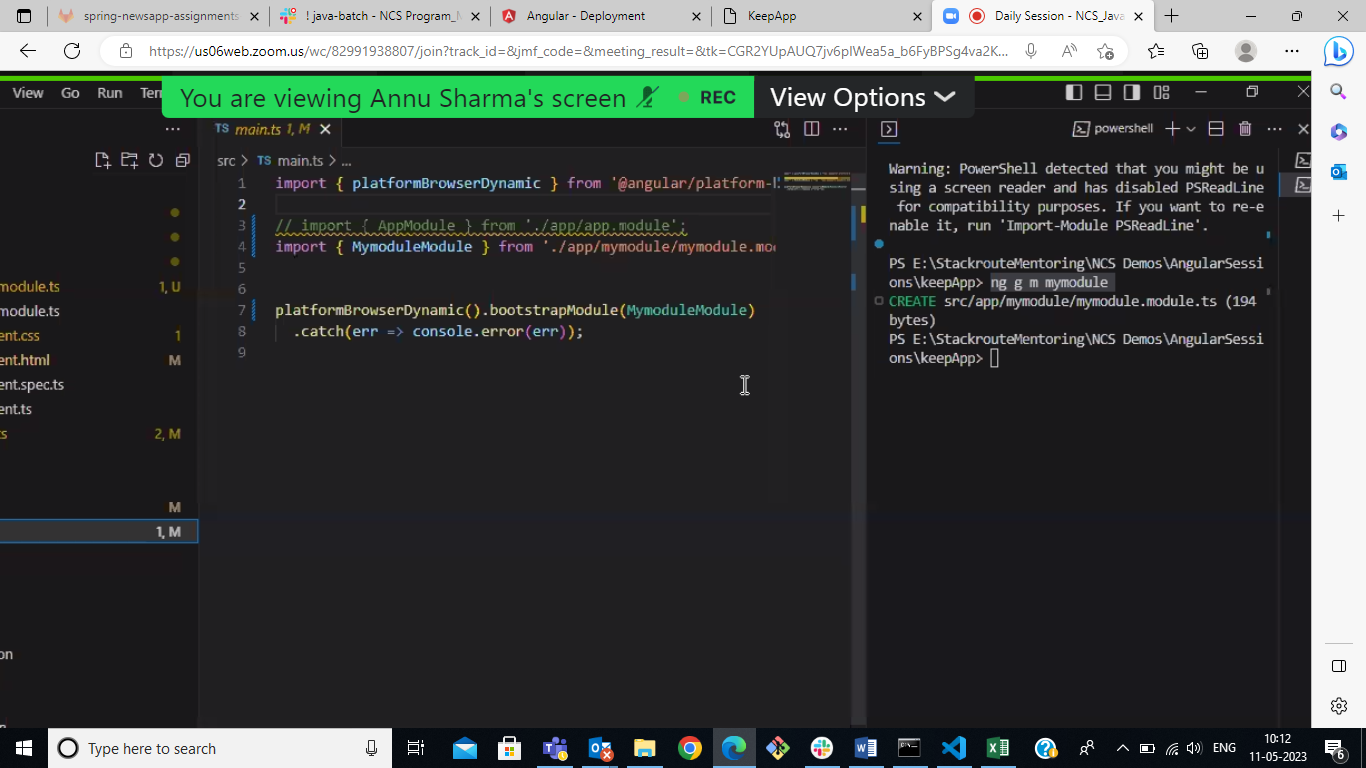 spring-newsapp-assignments
! java-batch - NCS Program_
Angular - Deployment
KeepApp
Daily Session - NCS_Java
https://us06web.zoom.us/wc/82991938807/join?track_id=&jmf_code=&meeting_result=&tk=CGR2YUpAUQ7jv6pIWea5a_b6FyBPSg4va2K...
View Go Run Ter
You are viewing Annu Sharma's screen REC View Options
TS main.ts 1, M
src > TS main.ts > ...
1 import { platformBrowserDynamic } from '@angular/platform-
2
3 // import { AppModule } from './app/app.module';
4 import { MymoduleModule } from './app/mymodule/mymodule.mo
5
6
7 platformBrowserDynamic().bootstrapModule(MymoduleModule)
8 .catch(err => console.error(err));
9
module.ts 1, U
module.ts
ent.css 1
ent.html M
ent.spec.ts
ent.ts
s 2, M
M
1, M
on
powershell
Warning: PowerShell detected that you might be u
sing a screen reader and has disabled PSReadLine
for compatibility purposes. If you want to re-e
nable it, run 'Import-Module PSReadLine'.
PS E:\StackrouteMentoring\NCS Demos\AngularSessi
ons\keepApp> ng g m mymodule
CREATE src/app/mymodule/mymodule.module.ts (194
bytes)
PS E:\StackrouteMentoring\NCS Demos\AngularSessi
ons\keepApp>
Type here to search
ENG
10:12
11-05-2023
6